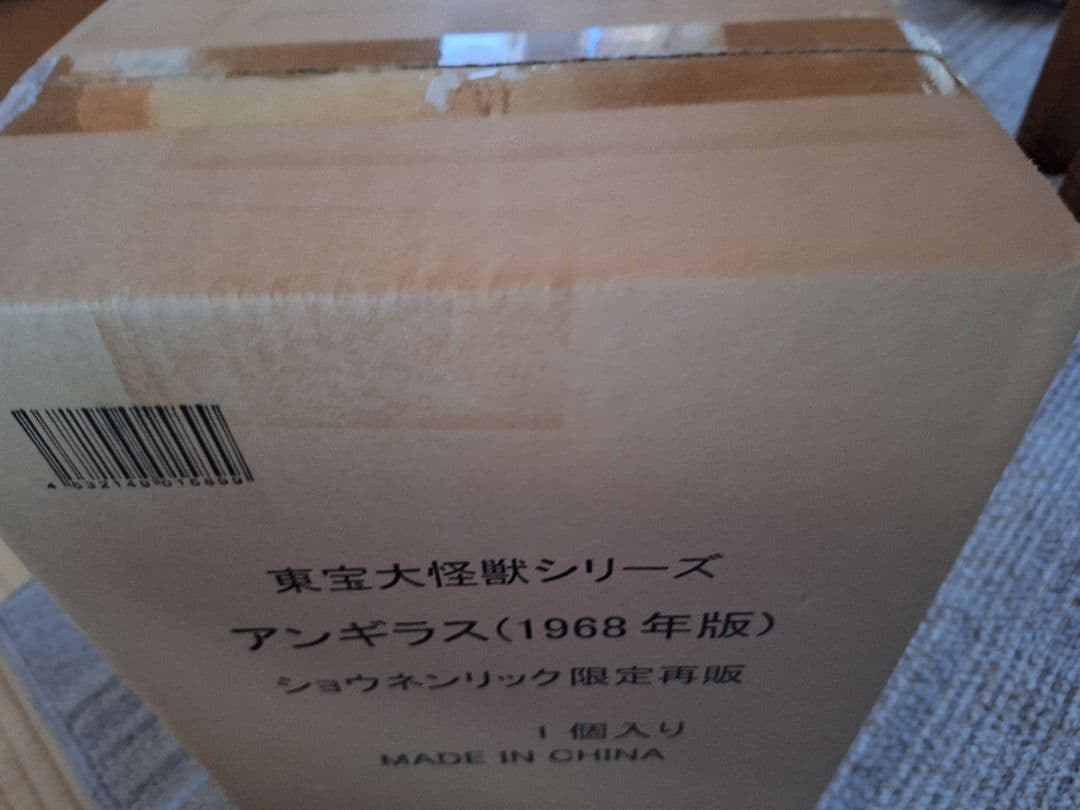 東宝大怪獣シリーズ
アンギラス(1968年版)
ショウネンリック限定再販
1個入り
MADE IN CHINA